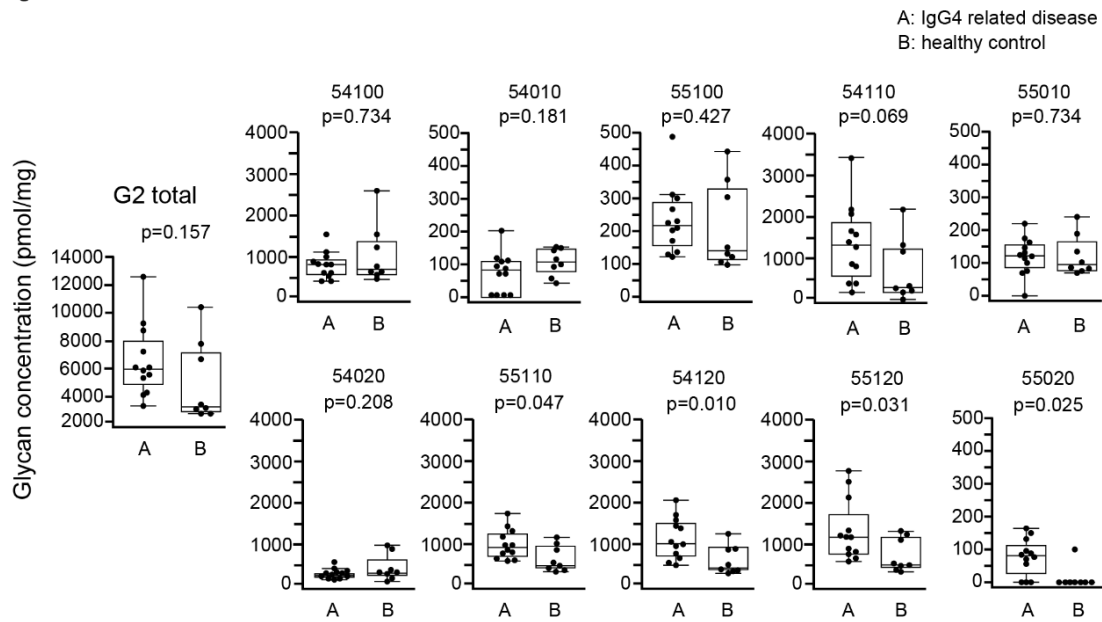 A: IgG4 related disease
B: healthy control
Glycan concentration (pmol/mg)
G2 total
p=0.157
14000
12000
10000
8000
6000
4000
2000
A B
54100
p=0.734
4000
3000
2000
1000
0
A B
54010
p=0.181
500
400
300
200
100
0
A B
55100
p=0.427
500
400
300
200
100
0
A B
54110
p=0.069
4000
3000
2000
1000
0
A B
55010
p=0.734
500
400
300
200
100
0
A B
54020
p=0.208
4000
3000
2000
1000
0
A B
55110
p=0.047
4000
3000
2000
1000
0
A B
54120
p=0.010
4000
3000
2000
1000
0
A B
55120
p=0.031
4000
3000
2000
1000
0
A B
55020
p=0.025
500
400
300
200
100
0
A B